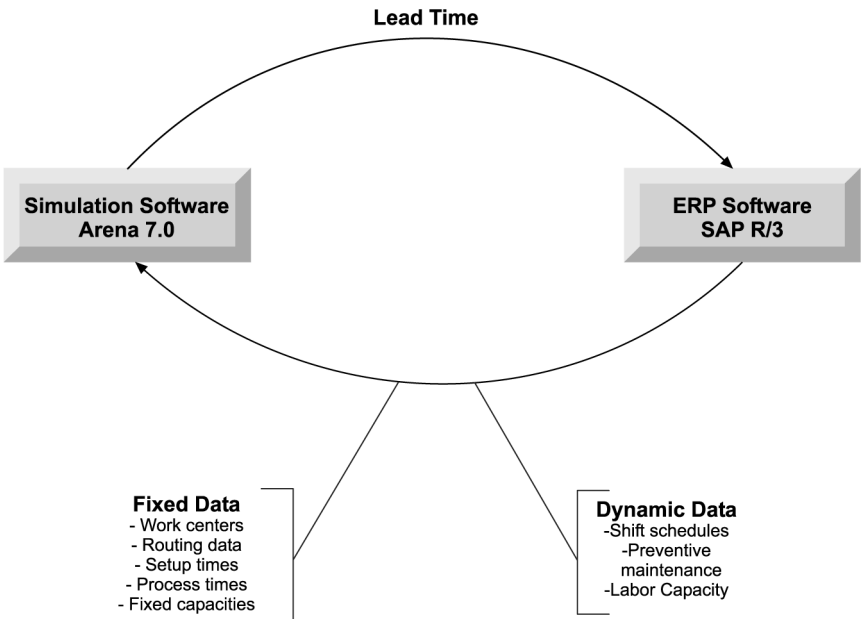 Lead Time
Simulation Software
Arena 7.0
ERP Software
SAP R/3
Fixed Data
- Work centers
- Routing data
- Setup times
- Process times
- Fixed capacities
Dynamic Data
-Shift schedules
-Preventive
maintenance
-Labor Capacity